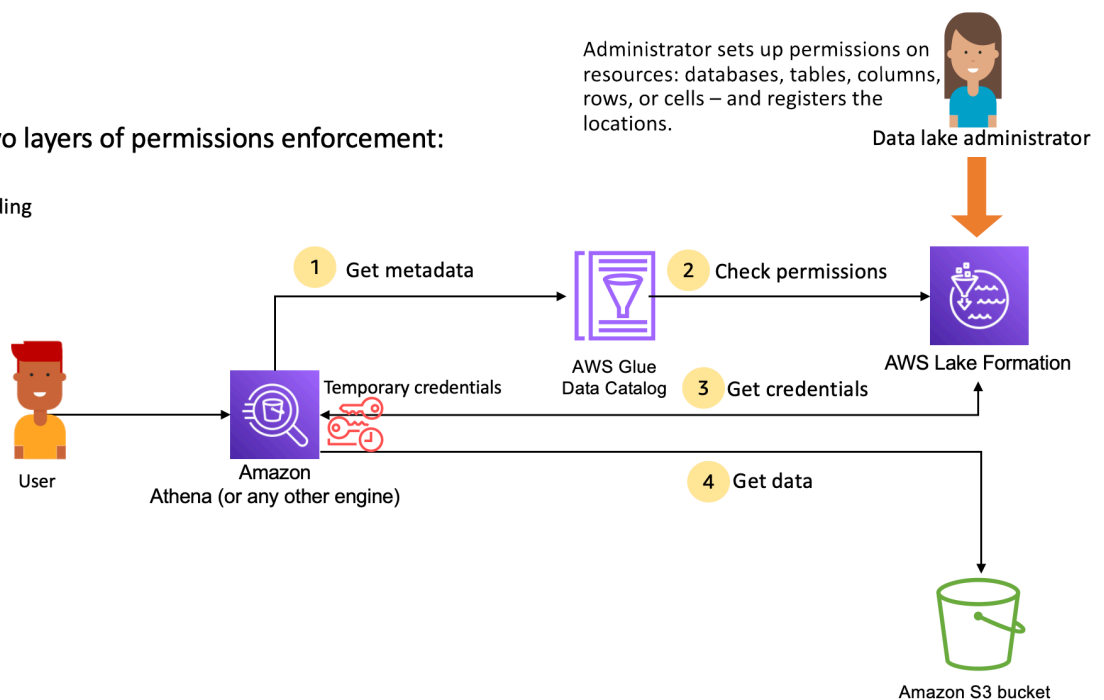 Administrator sets up permissions on
resources: databases, tables, columns,
rows, or cells – and registers the
locations.
Data lake administrator
layers of permissions enforcement:
1 Get metadata
2 Check permissions
AWS Glue
Data Catalog
AWS Lake Formation
Temporary credentials
3 Get credentials
User
Amazon
Athena (or any other engine)
4 Get data
Amazon S3 bucket